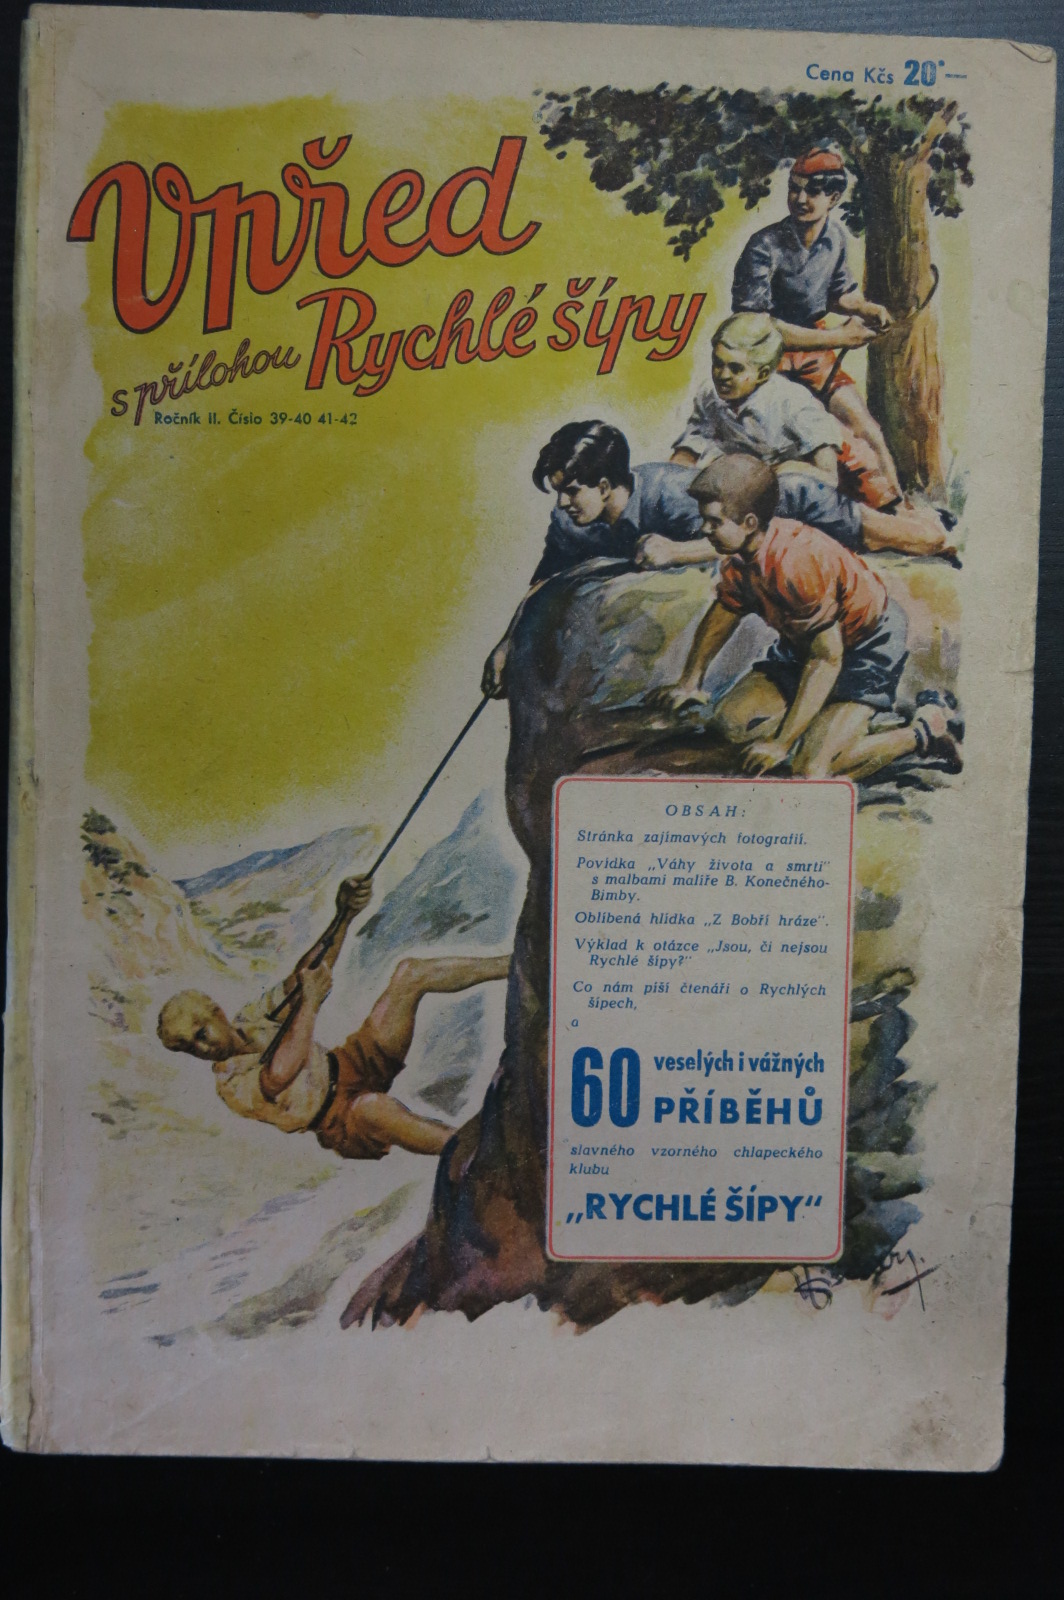 Cena Kčs 20·—
Vpřed
s přílohou Rychlé šípy
Ročník II. Číslo 39-40 41-42
OBSAH:
Stránka zajímavých fotografií.
Povídka „Váhy života a smrti"
s malbami malíře B. Konečného-
Bimby.
Oblíbená hlídka „Z Bobří hráze".
Výklad k otázce „Jsou, či nejsou
Rychlé šípy?"
Co nám píší čtenáři o Rychlých
šípech,
a
60 veselých i vážných
PŘÍBĚHŮ
slavného vzorného chlapeckého
klubu
„RYCHLÉ ŠÍPY"